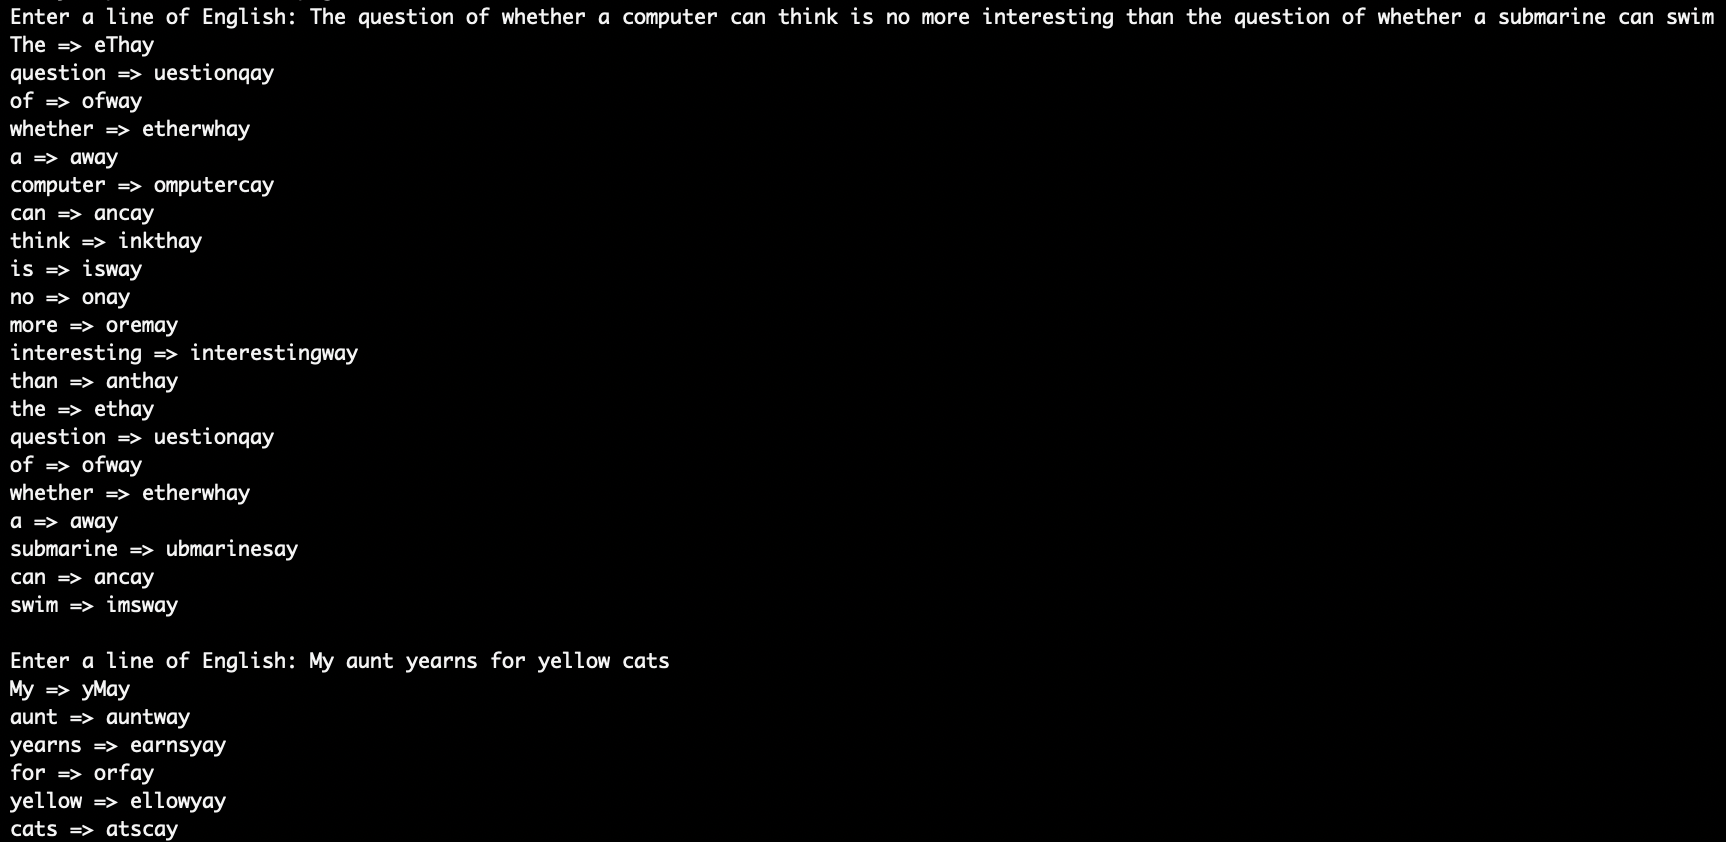 Enter a line of English: The question of whether a computer can think is no more interesting than the question of whether a submarine can swim
The => eThay
question => uestionqay
of => ofway
whether => etherwhay
a => away
computer => omputercay
can => ancay
think => inkthay
is => isway
no => onay
more => oremay
interesting => interestingway
than => anthay
the => ethay
question => uestionqay
of => ofway
whether => etherwhay
a => away
submarine => ubmarinesay
can => ancay
swim => imsway
Enter a line of English: My aunt yearns for yellow cats
My => yMay
aunt => auntway
yearns => earnsyay
for => orfay
yellow => ellowyay
cats => atscay